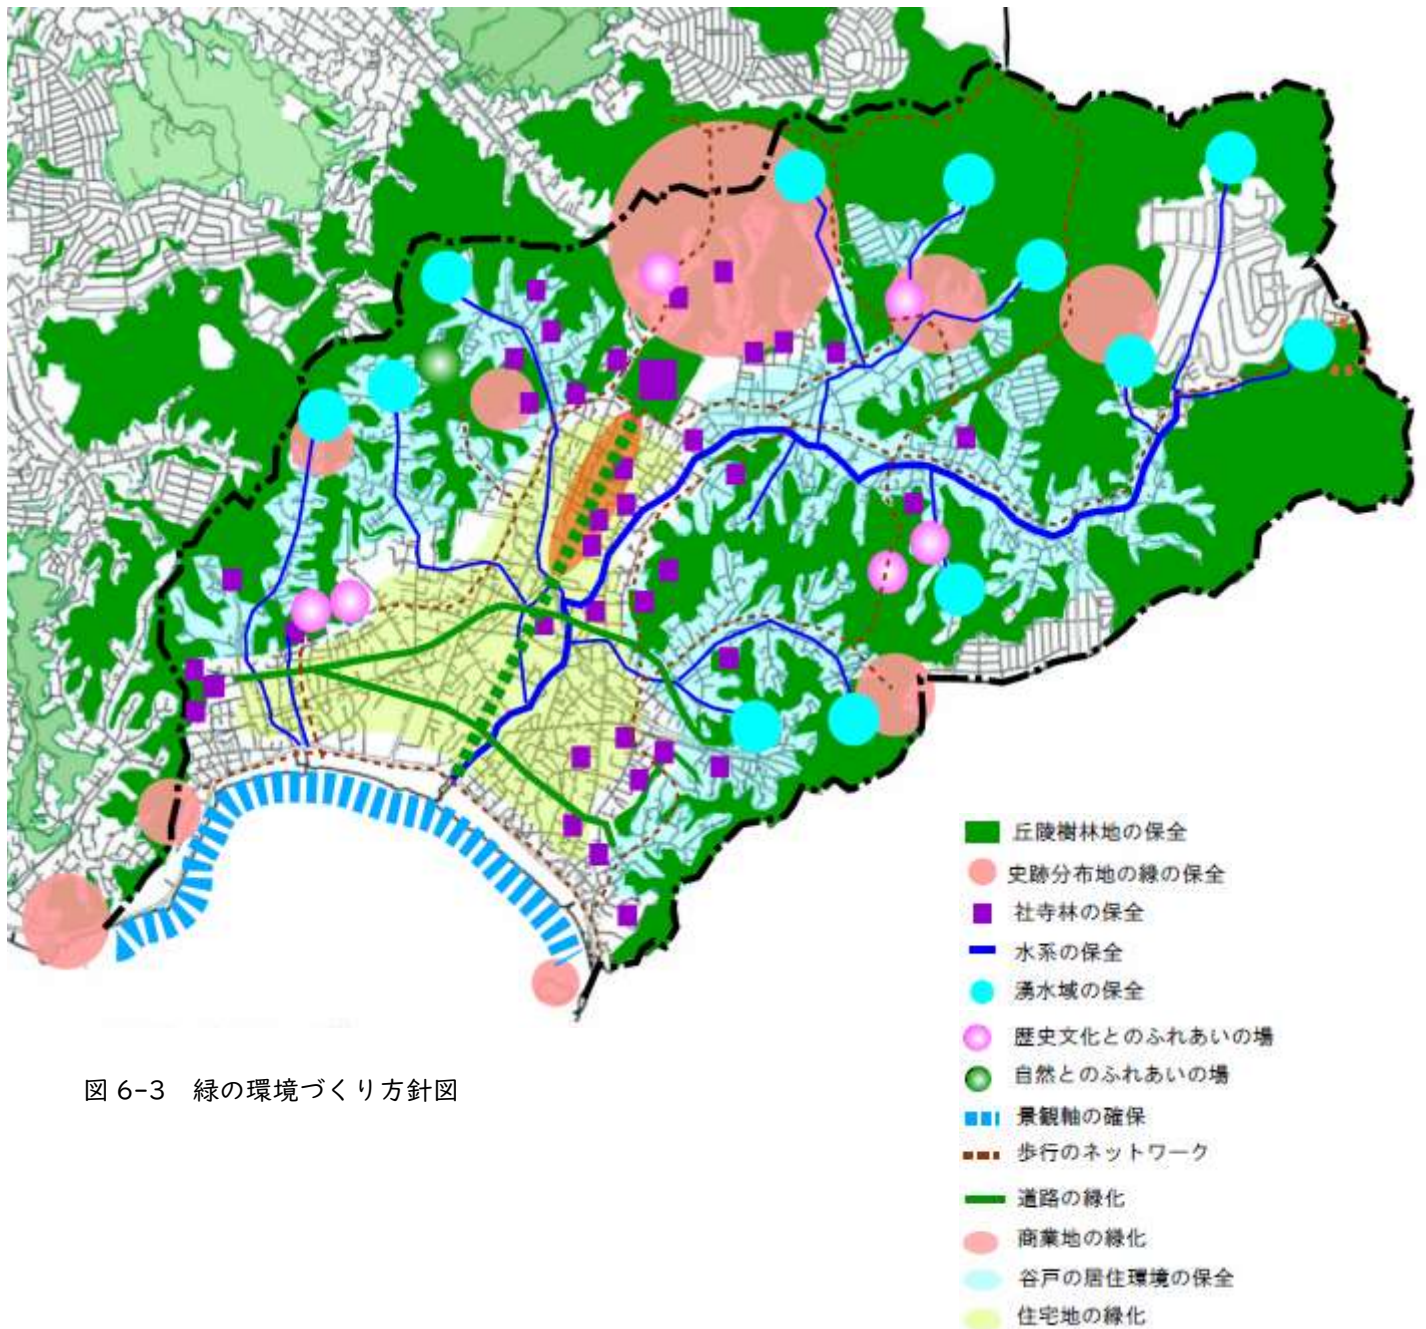 丘陵樹林地の保全
史跡分布地の緑の保全
社寺林の保全
水系の保全
湧水域の保全
歴史文化とのふれあいの場
自然とのふれあいの場
景観軸の確保
歩行のネットワーク
道路の緑化
商業地の緑化
谷戸の居住環境の保全
住宅地の緑化
図 6-3 緑の環境づくり方針図